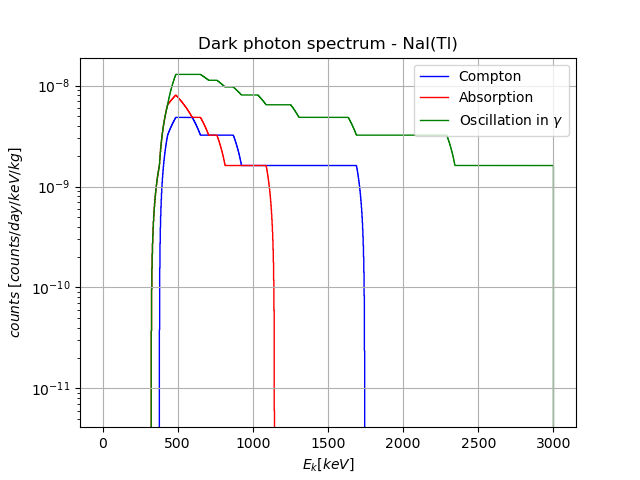 Dark photon spectrum - NaI(Tl)
Compton
Absorption
Oscillation in γ
10⁻⁸
10⁻⁹
10⁻¹⁰
10⁻¹¹
counts [counts/day/keV/kg]
0 500 1000 1500 2000 2500 3000
E_k[keV]